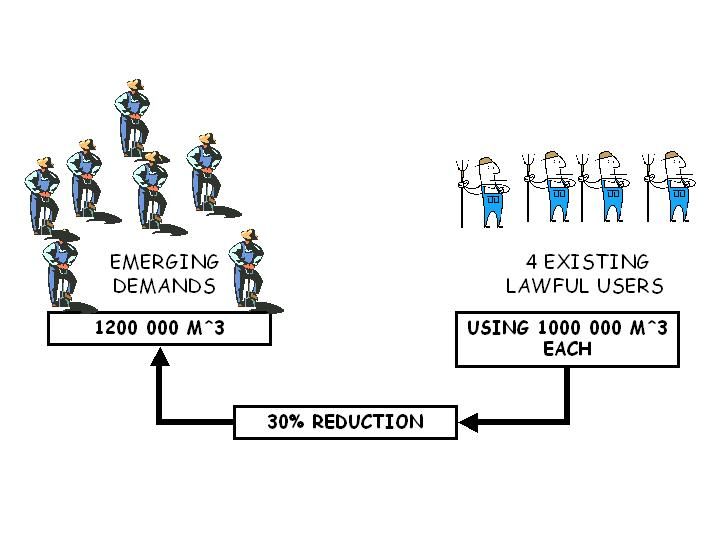 EMERGING
DEMANDS
1200 000 M^3
4 EXISTING
LAWFUL USERS
USING 1000 000 M^3
EACH
30% REDUCTION